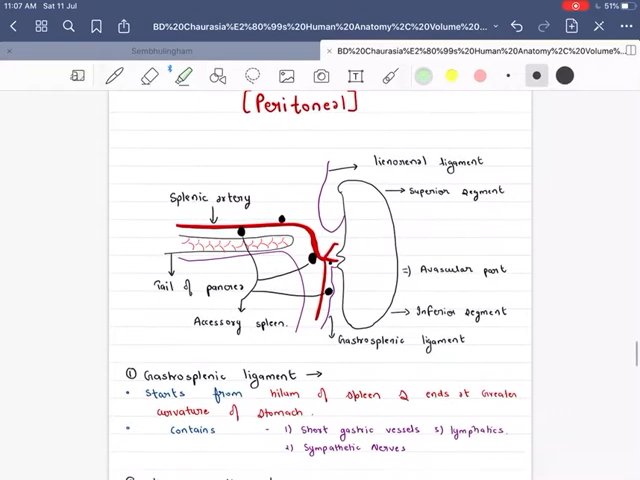 11:07 AM Sat 11 Jul
51%
BD%20Chaurasia%E2%80%99s%20Human%20Anatomy%2C%20Volume%20...
Sembhulingham
BD%20Chaurasia%E2%80%99s%20Human%20Anatomy%2C%20Volume%...
T
[Peritoneal]
lienorenal ligament
Superior segment
Splenic artery
Avascular part
Tail of pancreas
Inferior segment
Accessory spleen.
Gastrosplenic ligament
① Gastrosplenic ligament →
• Starts from hilum of spleen & ends at Greater
curvature of stomach.
• Contains - 1) Short gastric vessels 3) lymphatics.
2) Sympathetic Nerves